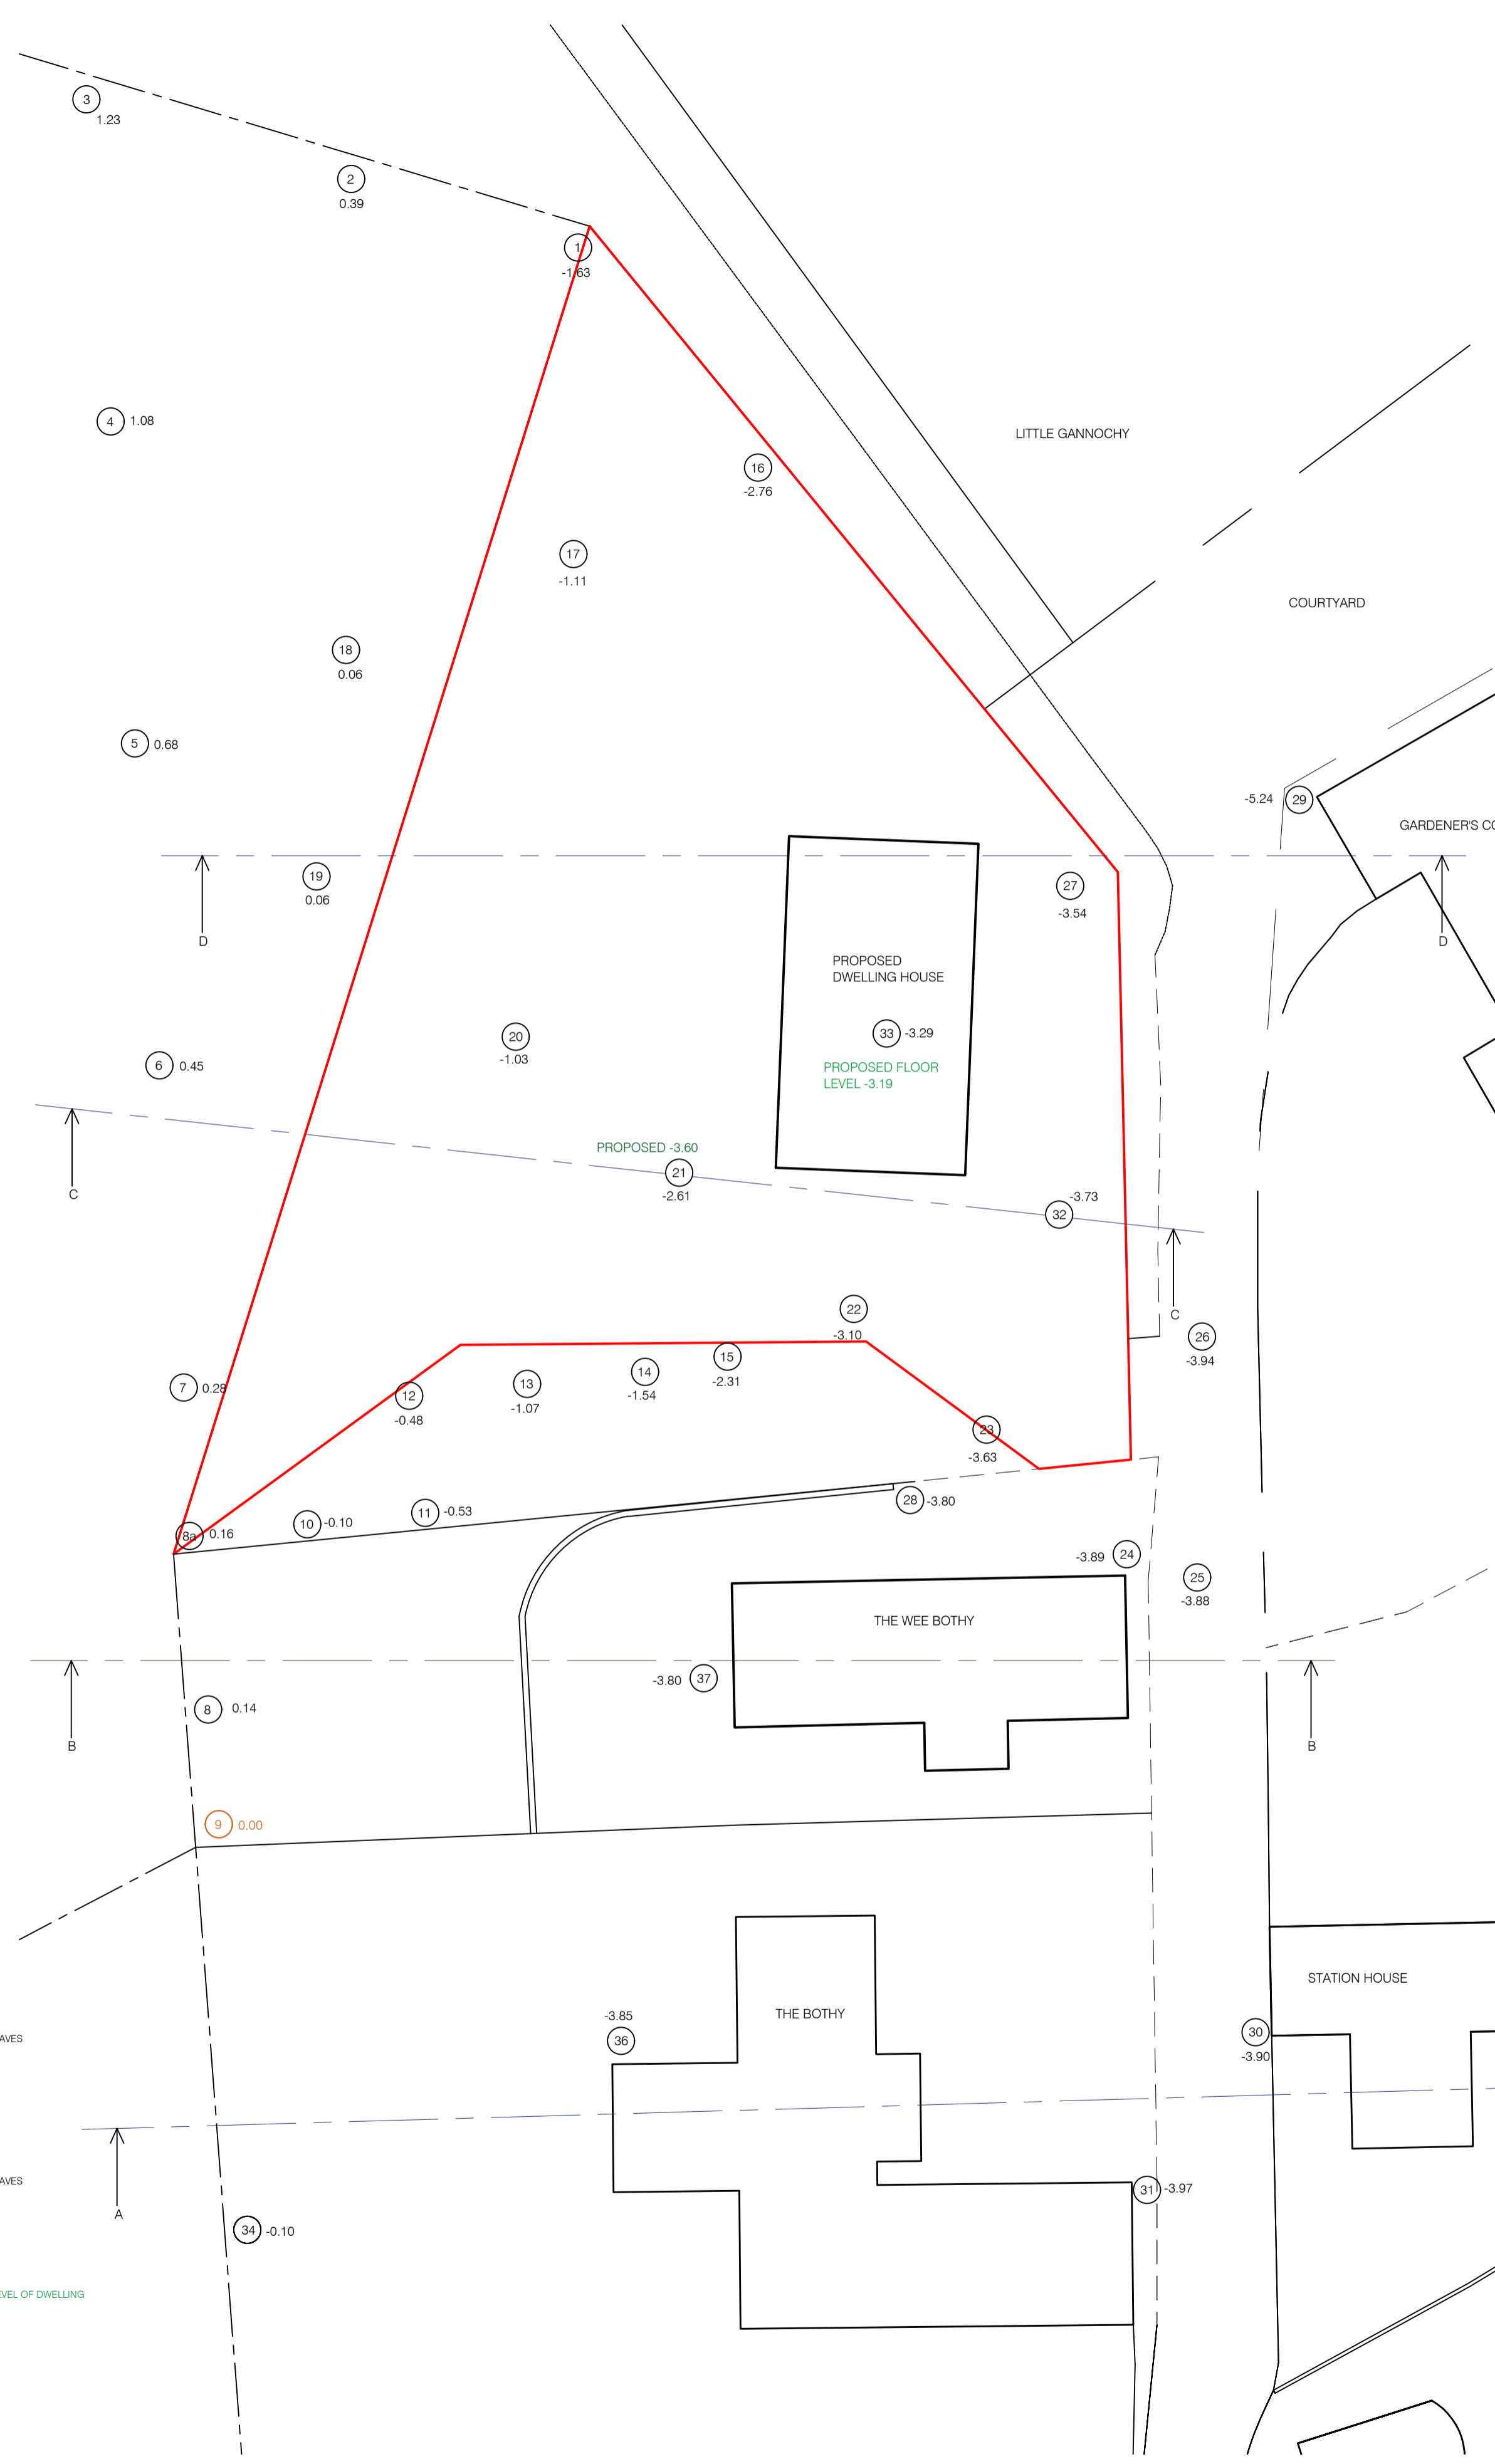 3
1.23
2
0.39
1
-1.63
4 1.08
LITTLE GANNOCHY
16
-2.76
17
-1.11
COURTYARD
18
0.06
5 0.68
-5.24 29
GARDENER'S CO
19
0.06
27
-3.54
D
D
PROPOSED
DWELLING HOUSE
33 -3.29
20
-1.03
6 0.45
PROPOSED FLOOR
LEVEL -3.19
PROPOSED -3.60
21
-2.61
C
-3.73
32
22
-3.10
C
26
-3.94
15
-2.31
14
-1.54
13
-1.07
7 0.28
12
-0.48
23
-3.63
28 -3.80
11 -0.53
10 -0.10
8a 0.16
-3.89 24
25
-3.88
THE WEE BOTHY
-3.80 37
8 0.14
B
B
9 0.00
STATION HOUSE
THE BOTHY
-3.85
36
30
-3.90
AVES
AVES
31 -3.97
A
34 -0.10
EVEL OF DWELLING